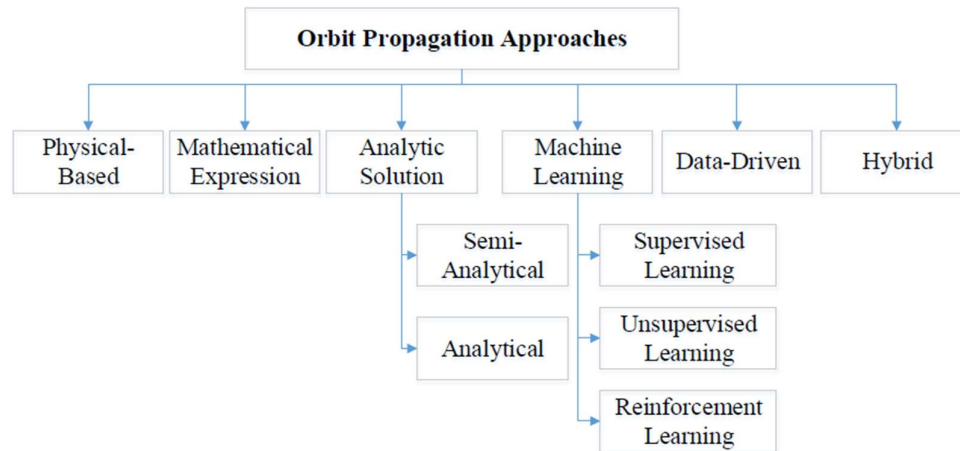 Orbit Propagation Approaches
Physical-
Based
Mathematical
Expression
Analytic
Solution
Machine
Learning
Data-Driven
Hybrid
Semi-
Analytical
Analytical
Supervised
Learning
Unsupervised
Learning
Reinforcement
Learning